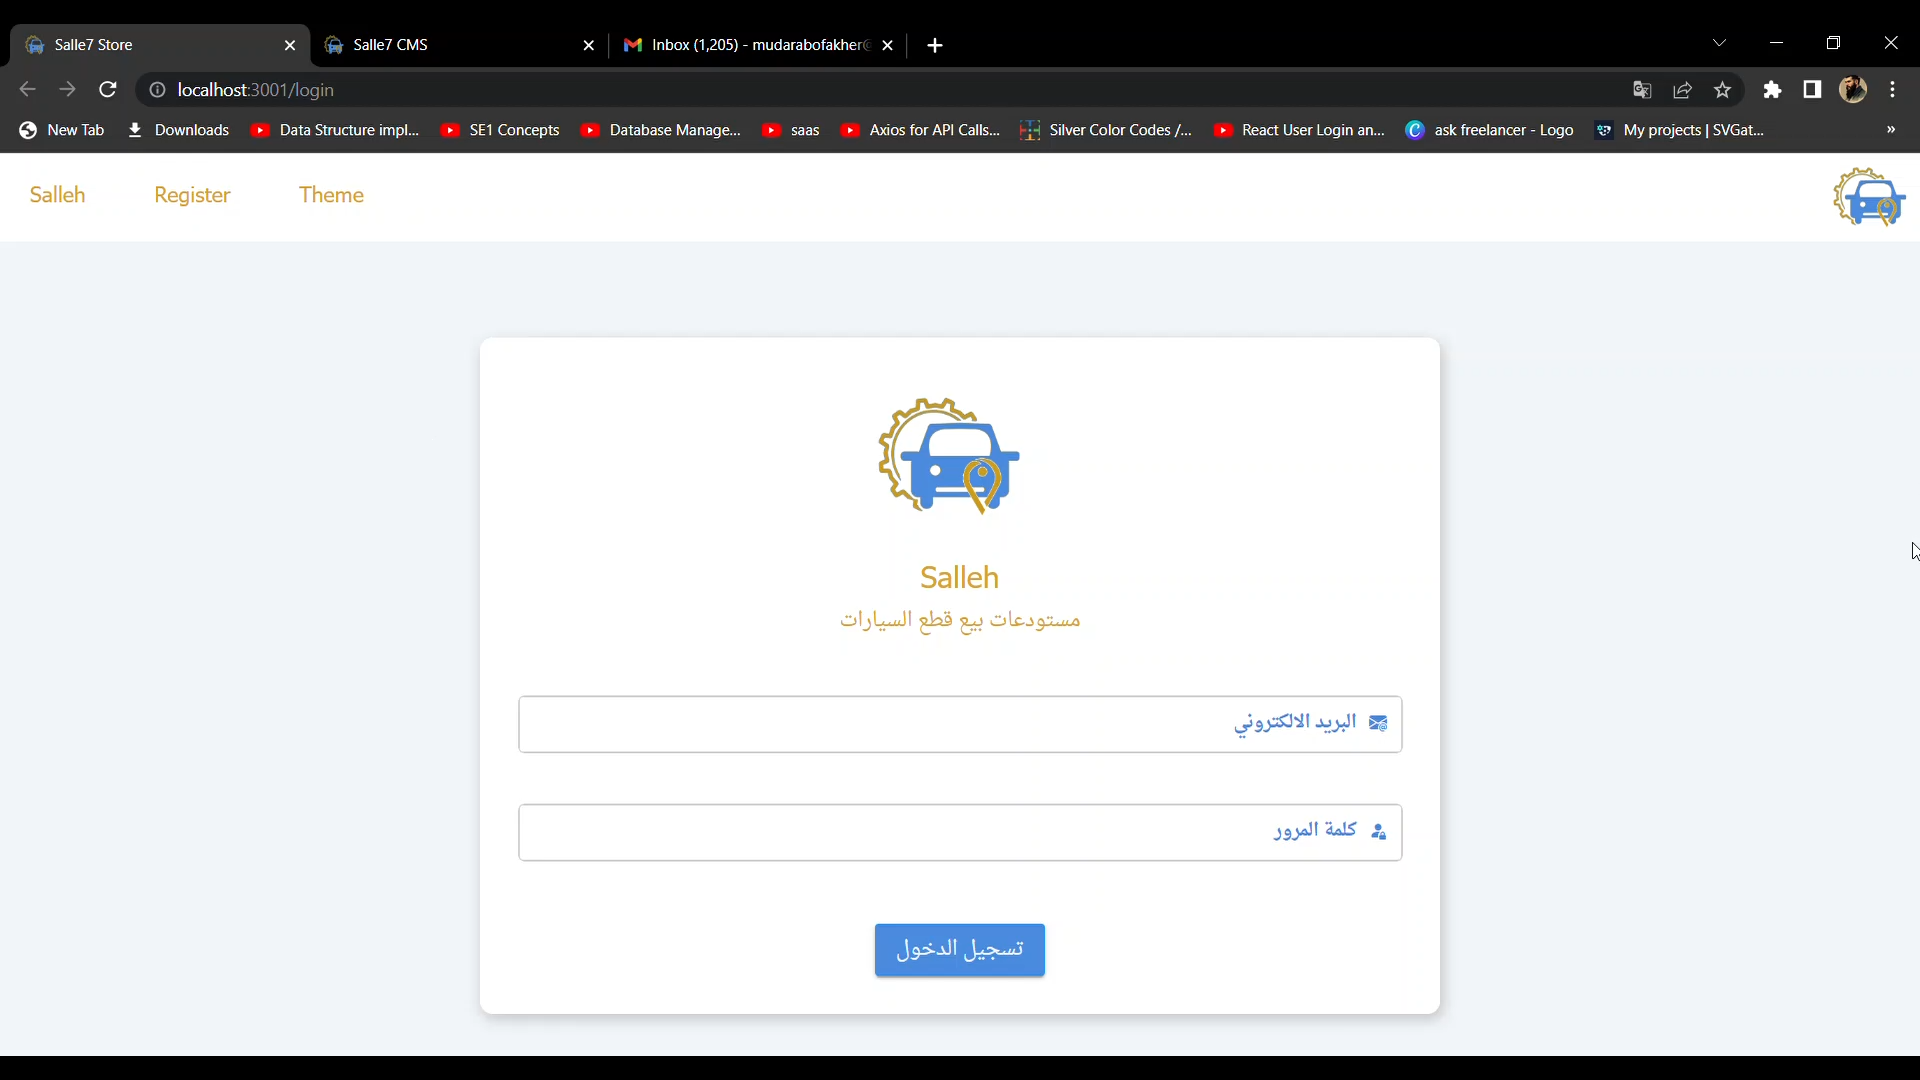 Salle7 Store
Salle7 CMS
Inbox (1,205) - mudarabofakher@
localhost:3001/login
New Tab
Downloads
Data Structure impl...
SE1 Concepts
Database Manage...
saas
Axios for API Calls...
Silver Color Codes /...
React User Login an...
ask freelancer - Logo
My projects | SVGat...
»
Salleh
Register
Theme
Salleh
مستودعات بيع قطع السيارات
البريد الالكتروني
كلمة المرور
تسجيل الدخول